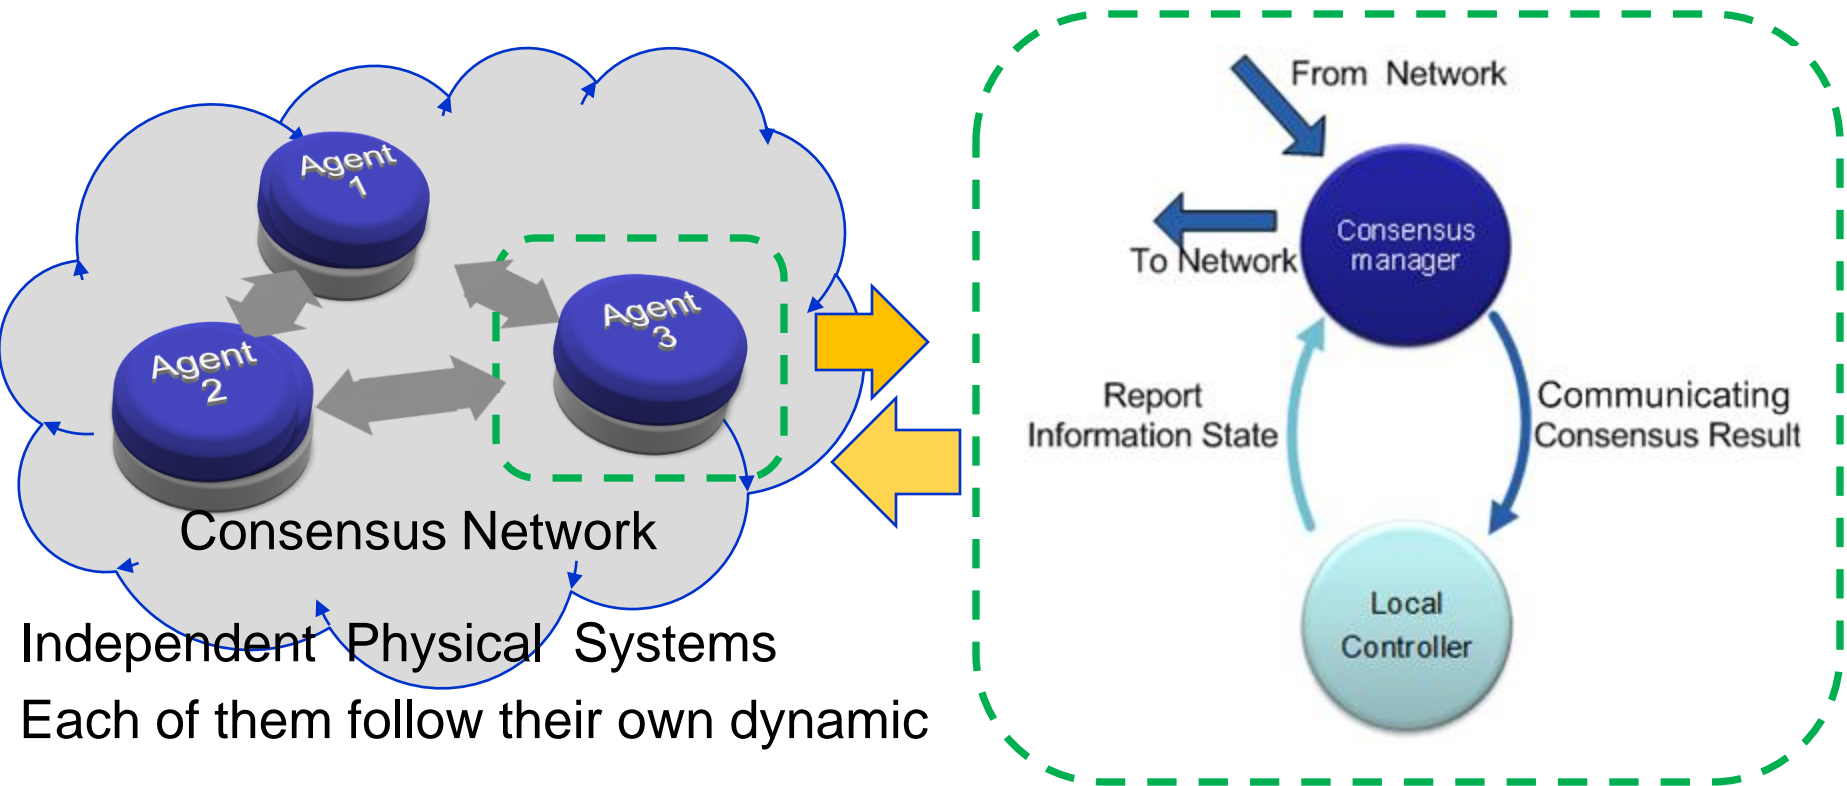 Agent
1
Agent
2
Agent
3
Consensus Network
Independent Physical Systems
Each of them follow their own dynamic
From Network
To Network
Consensus
manager
Report
Information State
Communicating
Consensus Result
Local
Controller